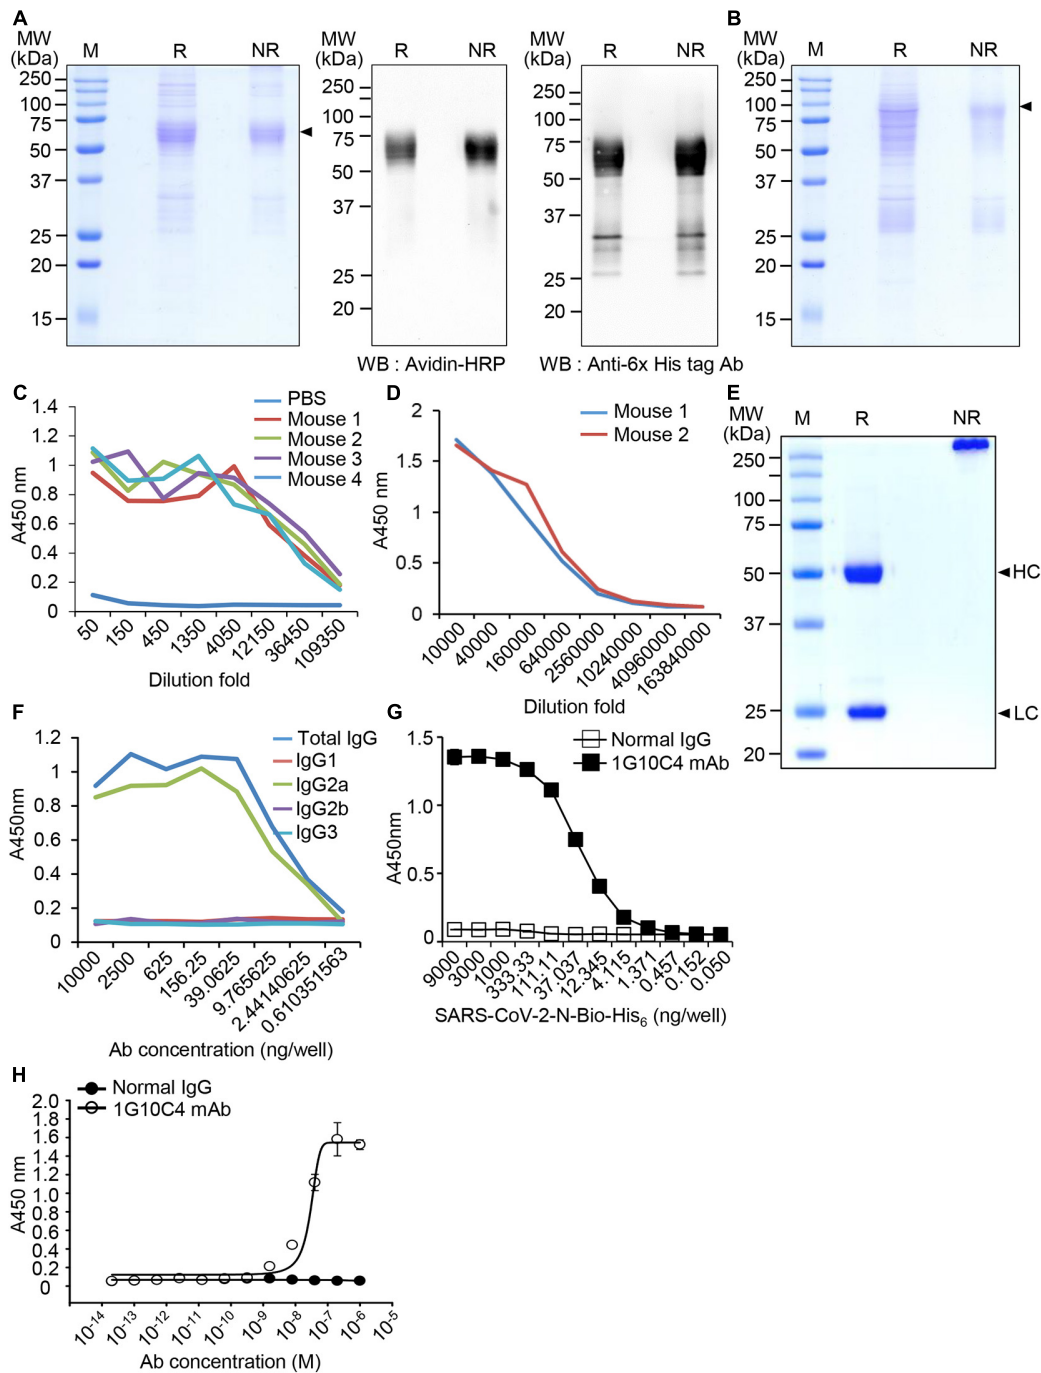 A
MW
(kDa)
M
R
NR
250
100
75
50
37
25
20
15
MW
(kDa)
R
NR
250
100
75
50
37
25
20
WB : Avidin-HRP
MW
(kDa)
R
NR
250
100
75
50
37
25
20
WB : Anti-6x His tag Ab
B
MW
(kDa)
M
R
NR
250
100
75
50
37
25
20
15
C
PBS
Mouse 1
Mouse 2
Mouse 3
Mouse 4
A450 nm
1.4
1.2
1
0.8
0.6
0.4
0.2
0
50
150
450
1350
4050
12150
36450
109350
Dilution fold
D
Mouse 1
Mouse 2
A450 nm
2
1.5
1
0.5
0
10000
40000
160000
640000
2560000
10240000
40960000
163840000
Dilution fold
E
MW
(kDa)
M
R
NR
250
100
75
50
37
25
20
HC
LC
F
Total IgG
IgG1
IgG2a
IgG2b
IgG3
A450nm
1.2
1
0.8
0.6
0.4
0.2
0
10000
2500
625
156.25
39.0625
9.765625
2.44140625
0.610351563
Ab concentration (ng/well)
G
Normal IgG
1G10C4 mAb
A450nm
1.5
1.0
0.5
0
9000
3000
1000
333.33
111.11
37.037
12.345
4.115
1.371
0.457
0.152
0.050
SARS-CoV-2-N-Bio-His6 (ng/well)
H
Normal IgG
1G10C4 mAb
A450 nm
2.0
1.8
1.6
1.4
1.2
1.0
0.8
0.6
0.4
0.2
0
10-14
10-13
10-12
10-11
10-10
10-9
10-8
10-7
10-6
10-5
Ab concentration (M)